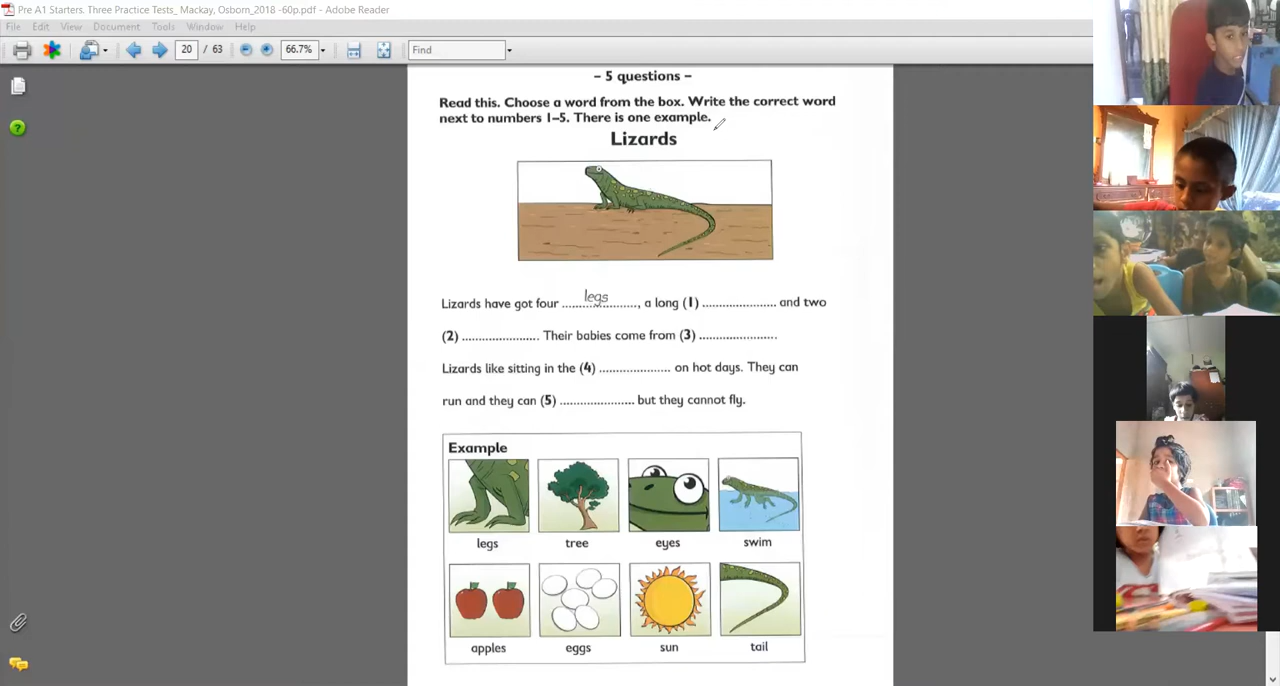 Pre A1 Starters. Three Practice Tests_ Mackay, Osborn_2018 -60p.pdf - Adobe Reader
File Edit View Document Tools Window Help
20 / 63 66.7% Find
– 5 questions –
Read this. Choose a word from the box. Write the correct word
next to numbers 1–5. There is one example.
Lizards
Lizards have got four ....legs...., a long (1) .................... and two
(2) ..................... Their babies come from (3) .....................
Lizards like sitting in the (4) .................... on hot days. They can
run and they can (5) .................... but they cannot fly.
Example
legs tree eyes swim
apples eggs sun tail